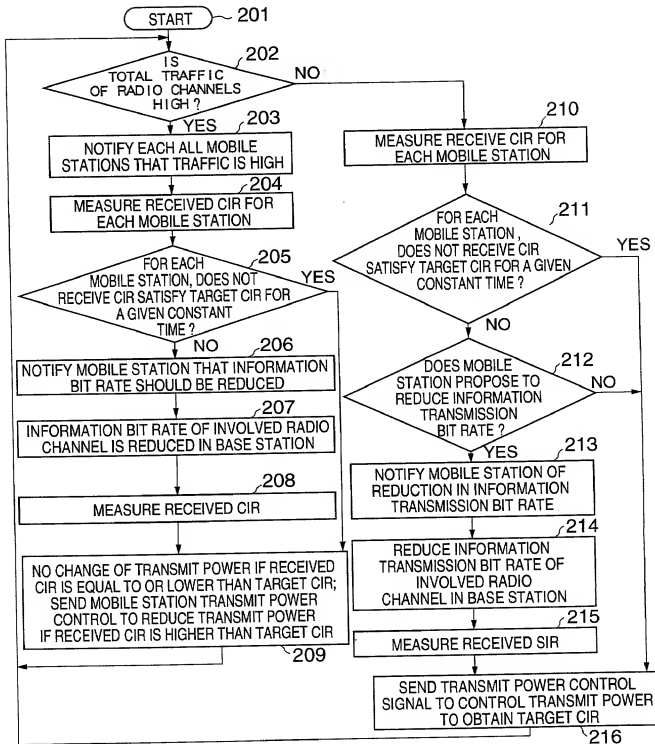 START
201
202
IS
TOTAL TRAFFIC
OF RADIO CHANNELS
HIGH?
NO
YES
203
NOTIFY EACH ALL MOBILE
STATIONS THAT TRAFFIC IS HIGH
204
MEASURE RECEIVED CIR FOR
EACH MOBILE STATION
205
FOR EACH
MOBILE STATION, DOES NOT
RECEIVE CIR SATISFY TARGET CIR FOR
A GIVEN CONSTANT
TIME?
YES
NO
206
NOTIFY MOBILE STATION THAT INFORMATION
BIT RATE SHOULD BE REDUCED
207
INFORMATION BIT RATE OF INVOLVED RADIO
CHANNEL IS REDUCED IN BASE STATION
208
MEASURE RECEIVED CIR
NO CHANGE OF TRANSMIT POWER IF RECEIVED
CIR IS EQUAL TO OR LOWER THAN TARGET CIR;
SEND MOBILE STATION TRANSMIT POWER
CONTROL TO REDUCE TRANSMIT POWER
IF RECEIVED CIR IS HIGHER THAN TARGET CIR
209
210
MEASURE RECEIVE CIR FOR
EACH MOBILE STATION
211
FOR EACH
MOBILE STATION,
DOES NOT RECEIVE CIR
SATISFY TARGET CIR FOR A GIVEN
CONSTANT TIME?
YES
NO
212
DOES MOBILE
STATION PROPOSE TO
REDUCE INFORMATION
TRANSMISSION
BIT RATE?
NO
YES
213
NOTIFY MOBILE STATION OF
REDUCTION IN INFORMATION
TRANSMISSION BIT RATE
214
REDUCE INFORMATION
TRANSMISSION BIT RATE OF
INVOLVED RADIO
CHANNEL IN BASE STATION
215
MEASURE RECEIVED SIR
SEND TRANSMIT POWER CONTROL
SIGNAL TO CONTROL TRANSMIT POWER
TO OBTAIN TARGET CIR
216